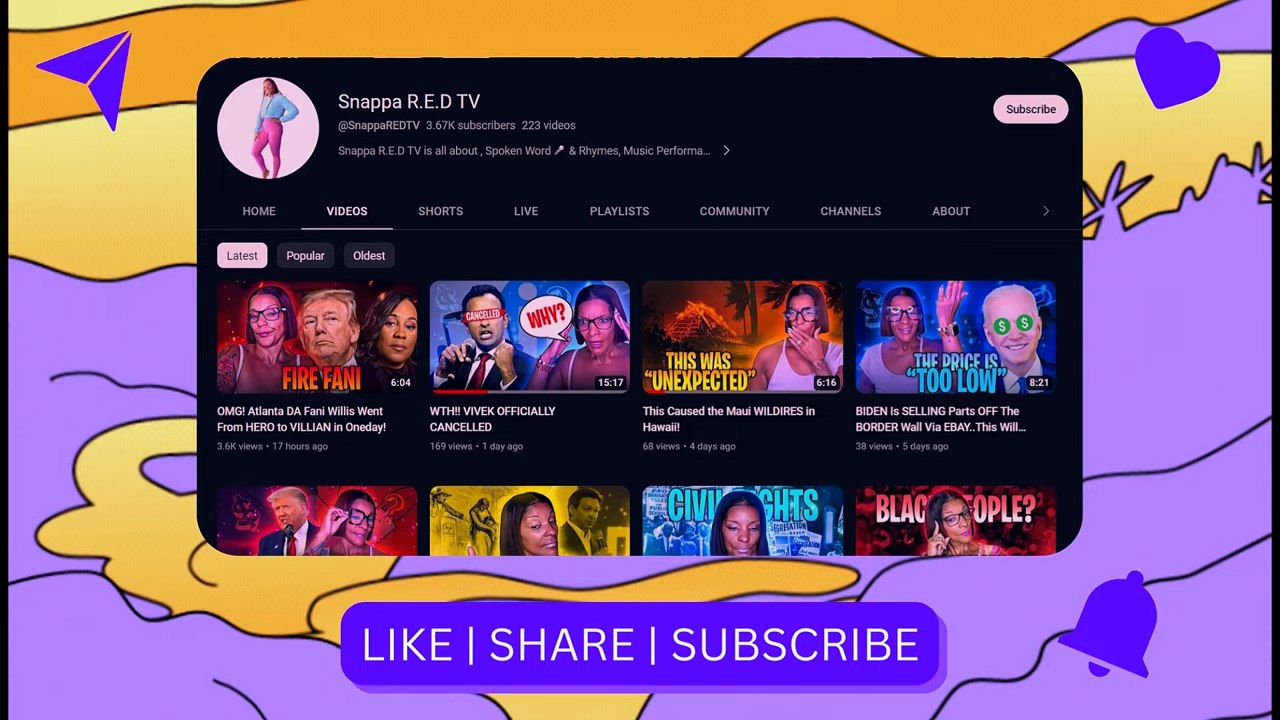 Snappa R.E.D TV
@SnappaREDTV 3.67K subscribers 223 videos
Subscribe
Snappa R.E.D TV is all about , Spoken Word 🎤 & Rhymes, Music Performa...
HOME VIDEOS SHORTS LIVE PLAYLISTS COMMUNITY CHANNELS ABOUT
Latest Popular Oldest
FIRE FANI
6:04
CANCELLED
WHY?
15:17
THIS WAS
"UNEXPECTED"
6:16
THE PRICE IS
"TOO LOW"
$ $
8:21
OMG! Atlanta DA Fani Willis Went
From HERO to VILLIAN in Oneday!
3.6K views • 17 hours ago
WTH!! VIVEK OFFICIALLY
CANCELLED
169 views • 1 day ago
This Caused the Maui WILDIRES in
Hawaii!
68 views • 4 days ago
BIDEN Is SELLING Parts OFF The
BORDER Wall Via EBAY..This Will...
38 views • 5 days ago
SEGREGATION
LIKE | SHARE | SUBSCRIBE